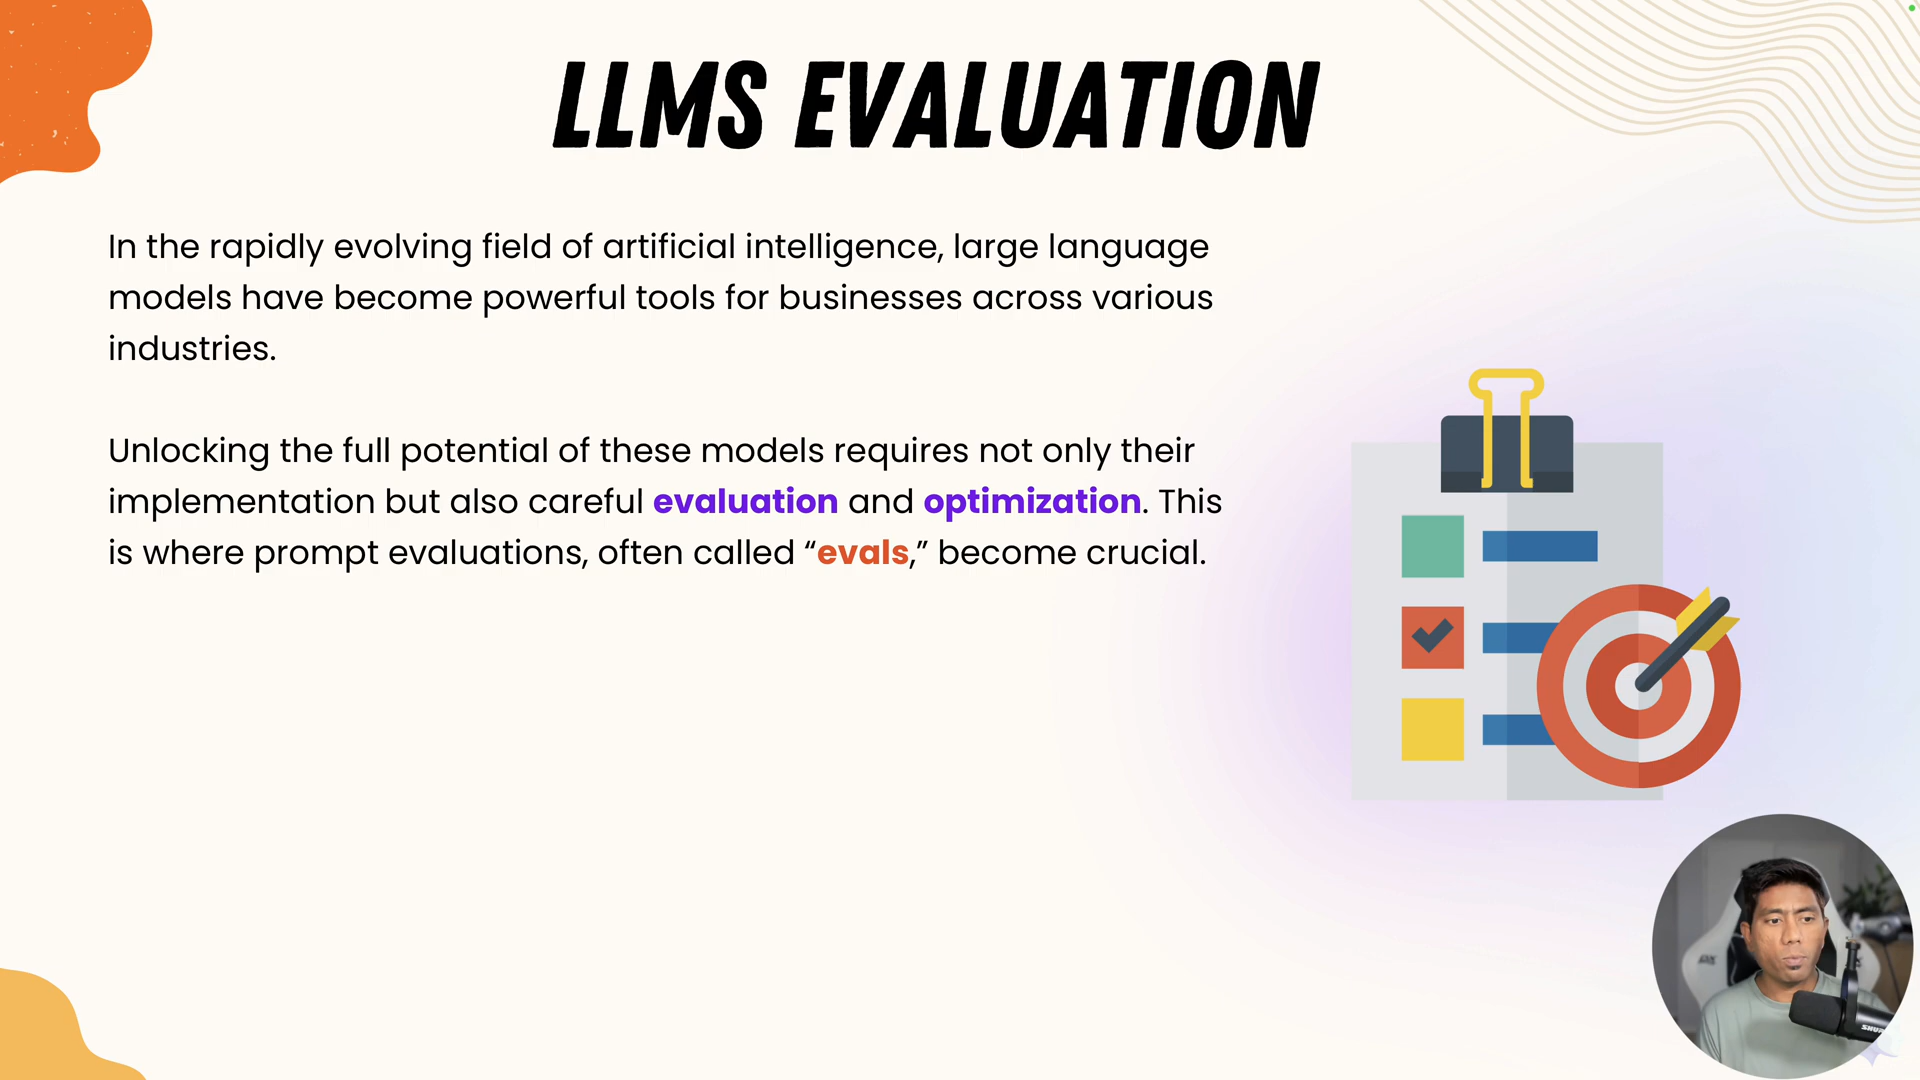 LLMS EVALUATION
In the rapidly evolving field of artificial intelligence, large language
models have become powerful tools for businesses across various
industries.
Unlocking the full potential of these models requires not only their
implementation but also careful evaluation and optimization. This
is where prompt evaluations, often called “evals,” become crucial.